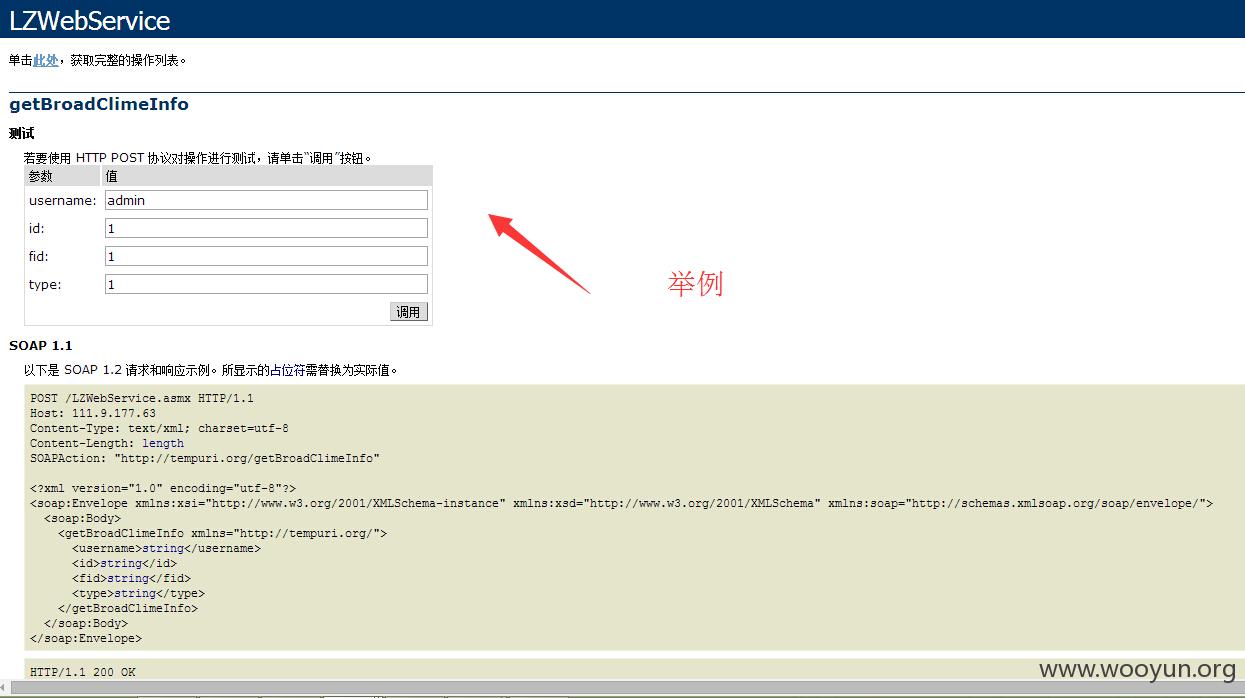 LZWebService
单击此处，获取完整的操作列表。
getBroadClimeInfo
测试
若要使用 HTTP POST 协议对操作进行测试，请单击“调用”按钮。
参数 值
username: admin
id: 1
fid: 1
type: 1
调用
举例
SOAP 1.1
以下是 SOAP 1.2 请求和响应示例。所显示的占位符需替换为实际值。
POST /LZWebService.asmx HTTP/1.1
Host: 111.9.177.63
Content-Type: text/xml; charset=utf-8
Content-Length: length
SOAPAction: "http://tempuri.org/getBroadClimeInfo"
<?xml version="1.0" encoding="utf-8"?>
<soap:Envelope xmlns:xsi="http://www.w3.org/2001/XMLSchema-instance" xmlns:xsd="http://www.w3.org/2001/XMLSchema" xmlns:soap="http://schemas.xmlsoap.org/soap/envelope/">
<soap:Body>
<getBroadClimeInfo xmlns="http://tempuri.org/">
<username>string</username>
<id>string</id>
<fid>string</fid>
<type>string</type>
</getBroadClimeInfo>
</soap:Body>
</soap:Envelope>
HTTP/1.1 200 OK
www.wooyun.org